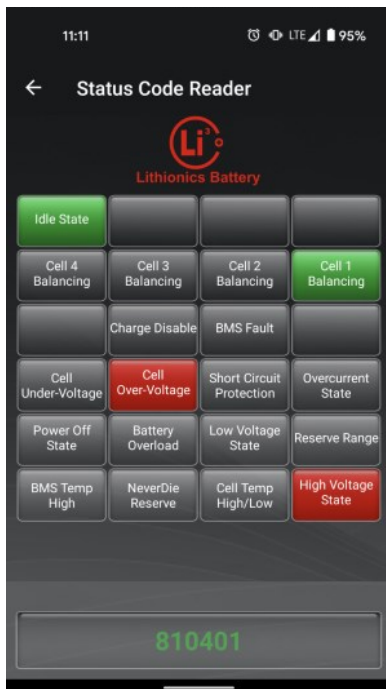 11:11
LTE
95%
Status Code Reader
Li3
Lithionics Battery
Idle State
Cell 4
Balancing
Cell 3
Balancing
Cell 2
Balancing
Cell 1
Balancing
Charge Disable
BMS Fault
Cell
Under-Voltage
Cell
Over-Voltage
Short Circuit
Protection
Overcurrent
State
Power Off
State
Battery
Overload
Low Voltage
State
Reserve Range
BMS Temp
High
NeverDie
Reserve
Cell Temp
High/Low
High Voltage
State
810401